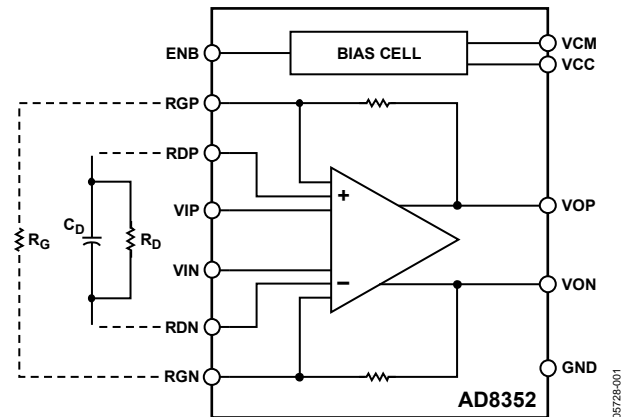 ENB
BIAS CELL
VCM
VCC
RGP
RDP
+
VIP
VOP
RG
CD
RD
VIN
VON
−
RDN
RGN
GND
AD8352
05728-001